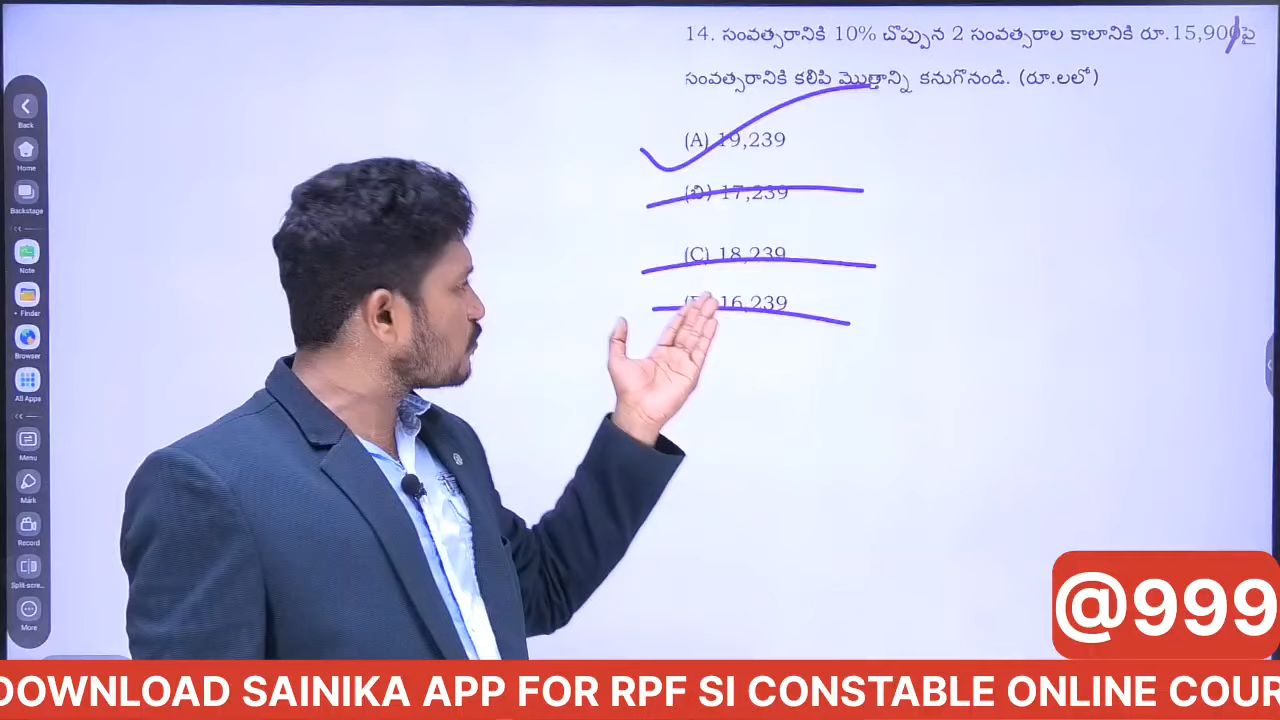 14. సంవత్సరానికి 10% చొప్పున 2 సంవత్సరాల కాలానికి రూ.15,900పై
సంవత్సరానికి కలిపి మొత్తాన్ని కనుగొనండి. (రూ.లలో)
(A) 19,239
(బి) 17,239
(C) 18,239
16,239
Back
Home
Backstage
Note
Finder
Browser
All Apps
Menu
Mark
Record
Split-scre...
More
@999
DOWNLOAD SAINIKA APP FOR RPF SI CONSTABLE ONLINE COUR